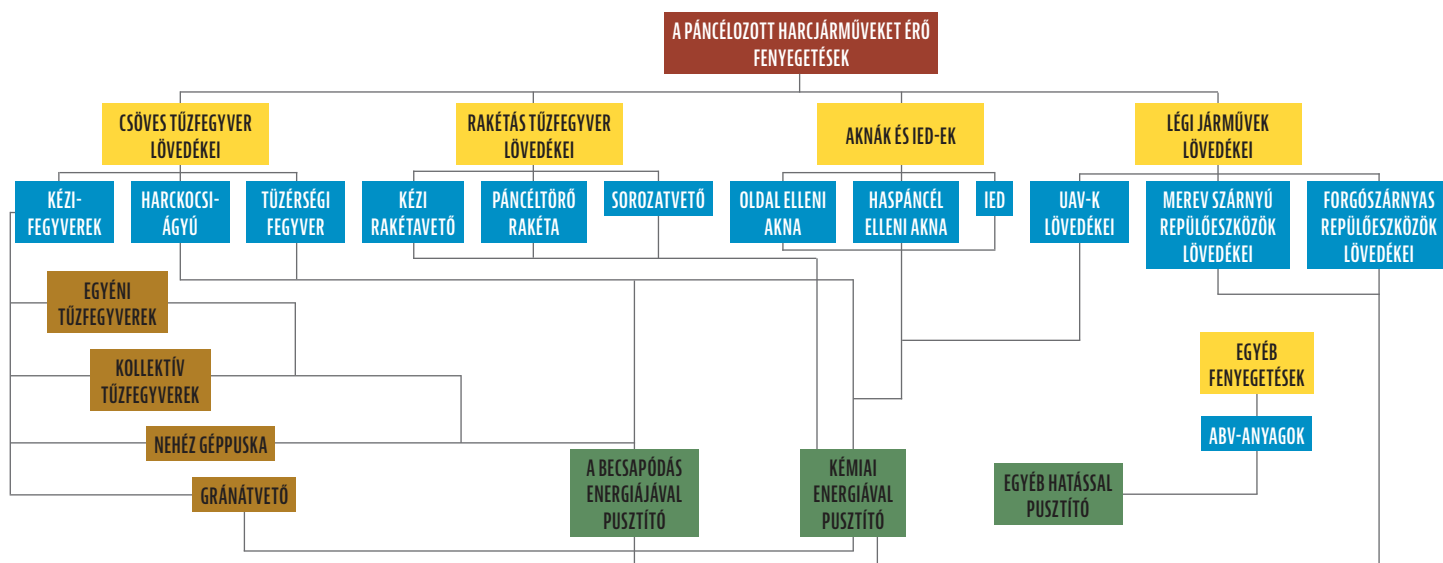 A PÁNCÉLOZOTT HARCJÁRMŰVEKET ÉRŐ
FENYEGETÉSEK
CSÖVES TŰZFEGYVER
LÖVEDÉKEI
RAKÉTÁS TŰZFEGYVER
LÖVEDÉKEI
AKNÁK ÉS IED-EK
LÉGI JÁRMŰVEK
LÖVEDÉKEI
KÉZI-
FEGYVEREK
HARCKOCSI-
ÁGYÚ
TŰZÉRSÉGI
FEGYVER
KÉZI
RAKÉTAVETŐ
PÁNCÉLTÖRŐ
RAKÉTA
SOROZATVETŐ
OLDAL ELLENI
AKNA
HASPÁNCÉL
ELLENI AKNA
IED
UAV-K
LÖVEDÉKEI
MEREV SZÁRNYÚ
REPÜLŐESZKÖZÖK
LÖVEDÉKEI
FORGÓSZÁRNYAS
REPÜLŐESZKÖZÖK
LÖVEDÉKEI
EGYÉNI
TŰZFEGYVEREK
KOLLEKTÍV
TŰZFEGYVEREK
NEHÉZ GÉPPUSKA
GRÁNÁTVETŐ
EGYÉB
FENYEGETÉSEK
ABV-ANYAGOK
A BECSAPÓDÁS
ENERGIÁJÁVAL
PUSZTÍTÓ
KÉMIAI
ENERGIÁVAL
PUSZTÍTÓ
EGYÉB HATÁSSAL
PUSZTÍTÓ